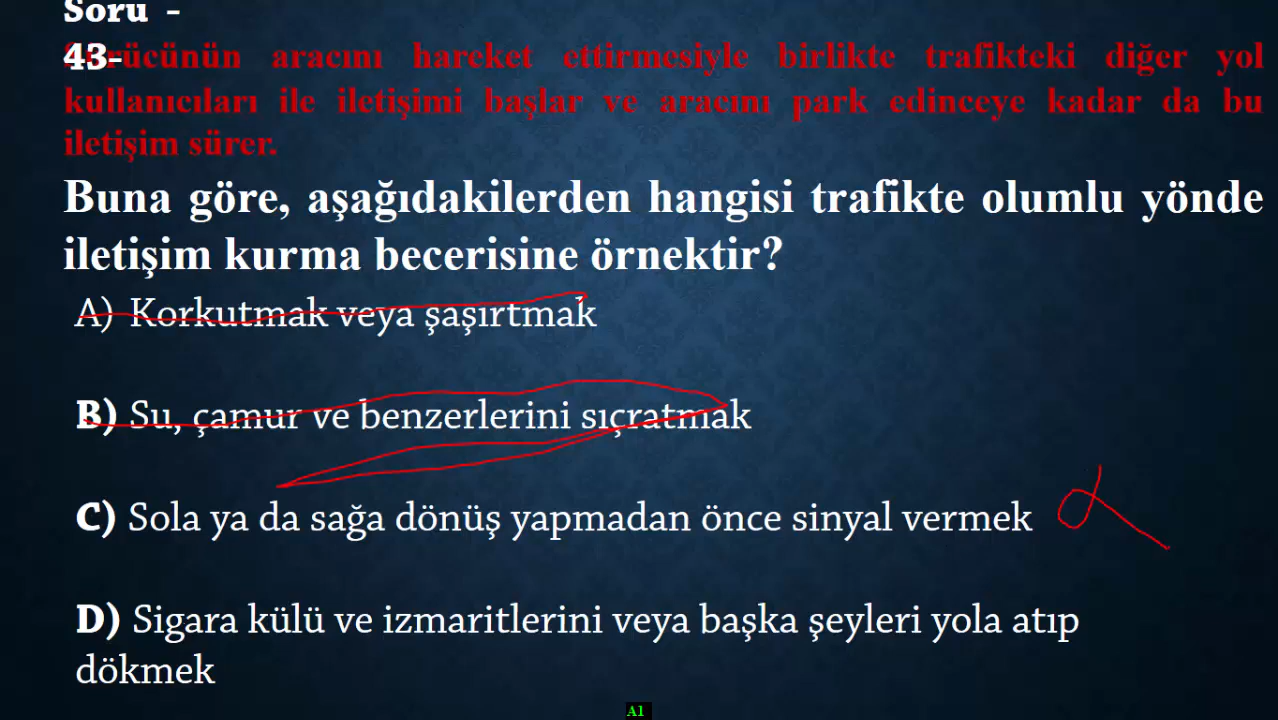 Soru -
43-
Sürücünün aracını hareket ettirmesiyle birlikte trafikteki diğer yol
kullanıcıları ile iletişimi başlar ve aracını park edinceye kadar da bu
iletişim sürer.
Buna göre, aşağıdakilerden hangisi trafikte olumlu yönde
iletişim kurma becerisine örnektir?
A) Korkutmak veya şaşırtmak
B) Su, çamur ve benzerlerini sıçratmak
C) Sola ya da sağa dönüş yapmadan önce sinyal vermek
D) Sigara külü ve izmaritlerini veya başka şeyleri yola atıp
dökmek
A1